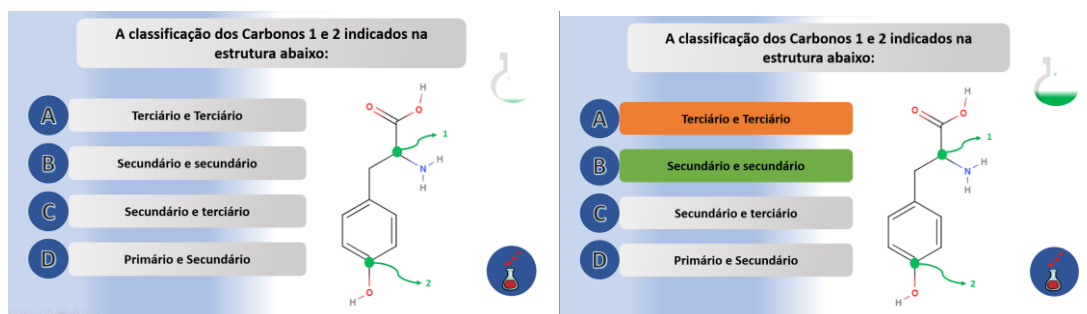 A classificação dos Carbonos 1 e 2 indicados na
estrutura abaixo:
A
Terciário e Terciário
B
Secundário e secundário
C
Secundário e terciário
D
Primário e Secundário
H
O
O
1
H
N
H
2
O
H
A classificação dos Carbonos 1 e 2 indicados na
estrutura abaixo:
A
Terciário e Terciário
B
Secundário e secundário
C
Secundário e terciário
D
Primário e Secundário
H
O
O
1
H
N
H
2
O
H